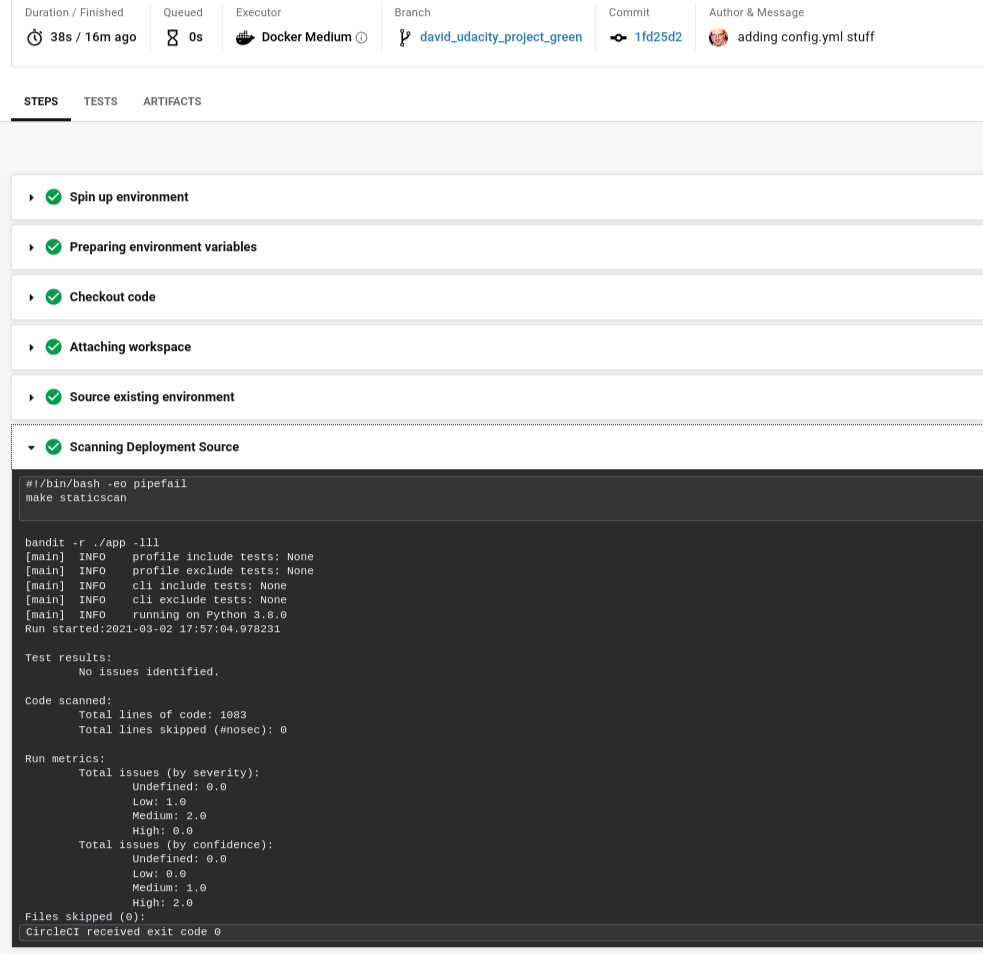 Duration / Finished Queued Executor Branch Commit Author & Message
38s / 16m ago 0s Docker Medium david_udacity_project_green 1fd25d2 adding config.yml stuff
STEPS TESTS ARTIFACTS
Spin up environment
Preparing environment variables
Checkout code
Attaching workspace
Source existing environment
Scanning Deployment Source
#!/bin/bash -eo pipefail
make staticscan
bandit -r ./app -lll
[main] INFO profile include tests: None
[main] INFO profile exclude tests: None
[main] INFO cli include tests: None
[main] INFO cli exclude tests: None
[main] INFO running on Python 3.8.0
Run started:2021-03-02 17:57:04.978231
Test results:
No issues identified.
Code scanned:
Total lines of code: 1083
Total lines skipped (#nosec): 0
Run metrics:
Total issues (by severity):
Undefined: 0.0
Low: 1.0
Medium: 2.0
High: 0.0
Total issues (by confidence):
Undefined: 0.0
Low: 0.0
Medium: 1.0
High: 2.0
Files skipped (0):
CircleCI received exit code 0